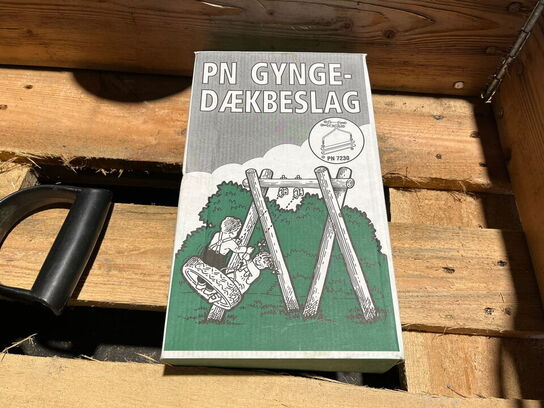 PN GYNGE-
DÆKBESLAG
PN 7230